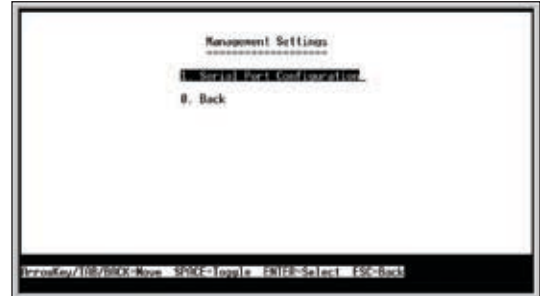 Management Settings
====================
1. Serial Port Configuration
0. Back
ArrowKey/TAB/BACK=Move SPACE=Toggle ENTER=Select ESC=Back